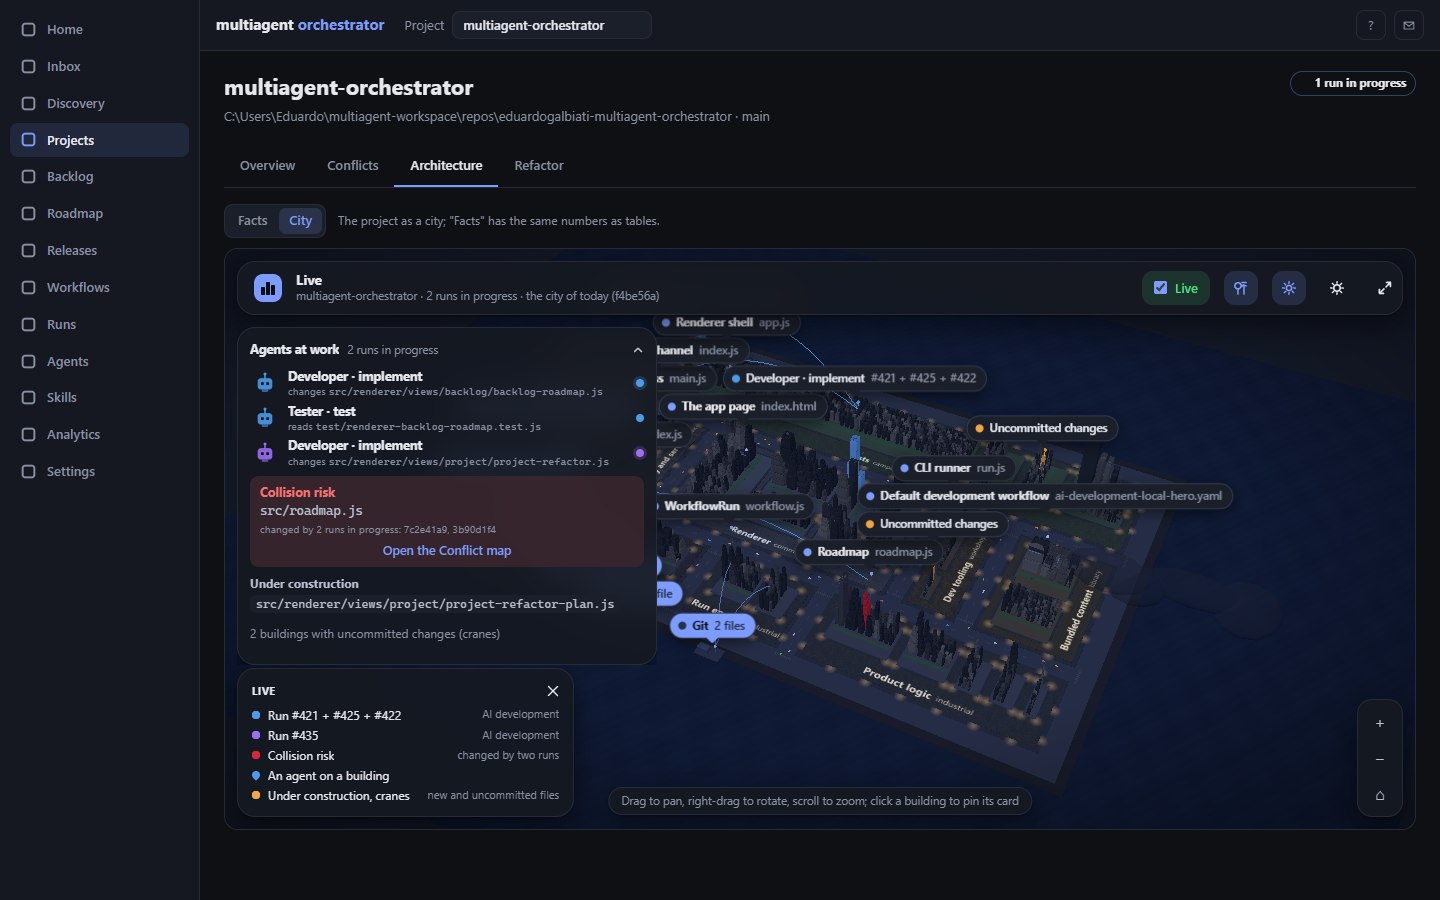 Home
Inbox
Discovery
Projects
Backlog
Roadmap
Releases
Workflows
Runs
Agents
Skills
Analytics
Settings
multiagent orchestrator Project multiagent-orchestrator ?
multiagent-orchestrator
1 run in progress
C:\Users\Eduardo\multiagent-workspace\repos\eduardogalbiati-multiagent-orchestrator · main
Overview Conflicts Architecture Refactor
Facts City The project as a city; "Facts" has the same numbers as tables.
Live
multiagent-orchestrator · 2 runs in progress · the city of today (f4be56a)
Live
Agents at work 2 runs in progress
Developer · implement
changes src/renderer/views/backlog/backlog-roadmap.js
Tester · test
reads test/renderer-backlog-roadmap.test.js
Developer · implement
changes src/renderer/views/project/project-refactor.js
Collision risk
src/roadmap.js
changed by 2 runs in progress: 7c2e41a9, 3b90d1f4
Open the Conflict map
Under construction
src/renderer/views/project/project-refactor-plan.js
2 buildings with uncommitted changes (cranes)
LIVE
Run #421 + #425 + #422 AI development
Run #435 AI development
Collision risk changed by two runs
An agent on a building
Under construction, cranes new and uncommitted files
Renderer shell app.js
hannel index.js
s main.js
Developer · implement #421 + #425 + #422
The app page index.html
Uncommitted changes
dex.js
CLI runner run.js
Default development workflow ai-development-local-hero.yaml
WorkflowRun workflow.js
Uncommitted changes
Renderer
Roadmap roadmap.js
file
Run
Git 2 files
Dev tooling
Bundled content library
Product logic industrial
Drag to pan, right-drag to rotate, scroll to zoom; click a building to pin its card
+
−